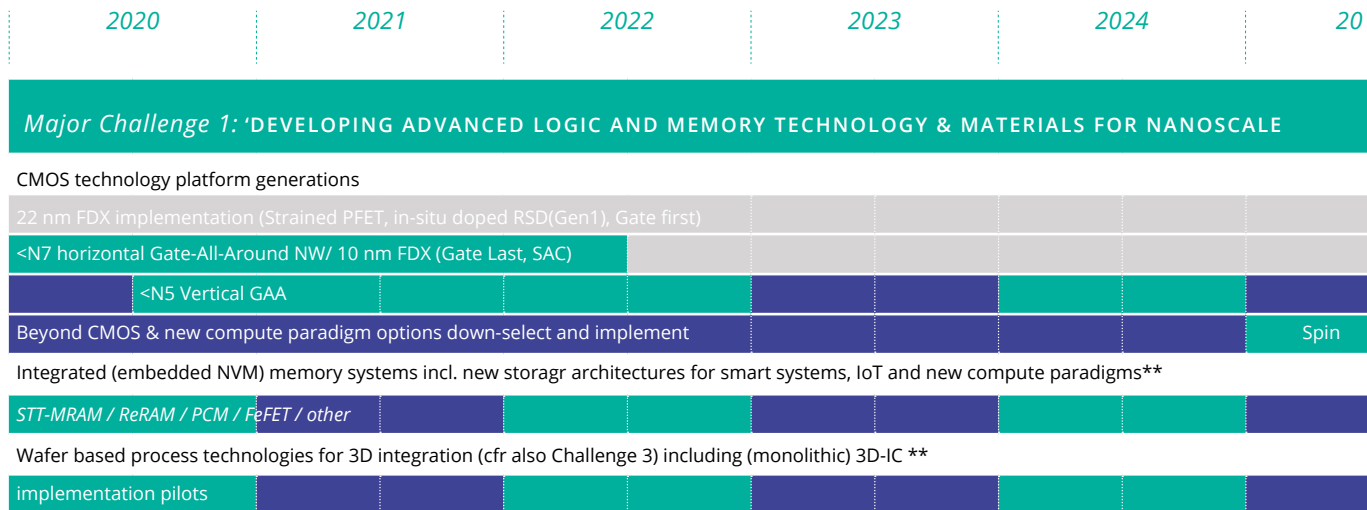 2020 2021 2022 2023 2024 20
Major Challenge 1: ‘DEVELOPING ADVANCED LOGIC AND MEMORY TECHNOLOGY & MATERIALS FOR NANOSCALE
CMOS technology platform generations
22 nm FDX implementation (Strained PFET, in-situ doped RSD(Gen1), Gate first)
<N7 horizontal Gate-All-Around NW/ 10 nm FDX (Gate Last, SAC)
<N5 Vertical GAA
Beyond CMOS & new compute paradigm options down-select and implement Spin
Integrated (embedded NVM) memory systems incl. new storagr architectures for smart systems, IoT and new compute paradigms**
STT-MRAM / ReRAM / PCM / FeFET / other
Wafer based process technologies for 3D integration (cfr also Challenge 3) including (monolithic) 3D-IC **
implementation pilots